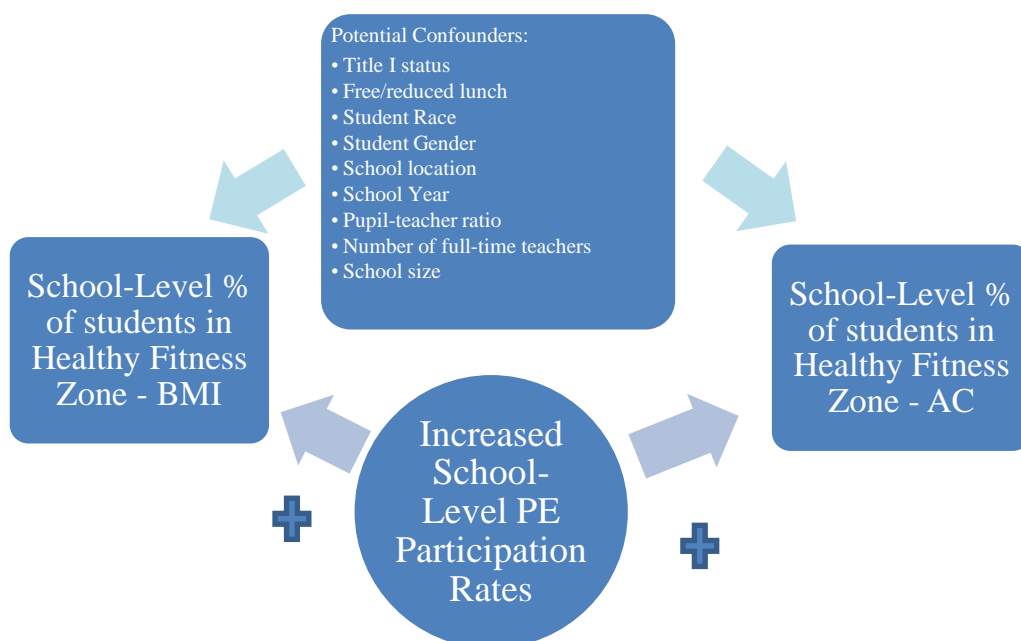 Potential Confounders:
• Title I status
• Free/reduced lunch
• Student Race
• Student Gender
• School location
• School Year
• Pupil-teacher ratio
• Number of full-time teachers
• School size
School-Level %
of students in
Healthy Fitness
Zone - BMI
School-Level %
of students in
Healthy Fitness
Zone - AC
Increased
School-
Level PE
Participation
Rates